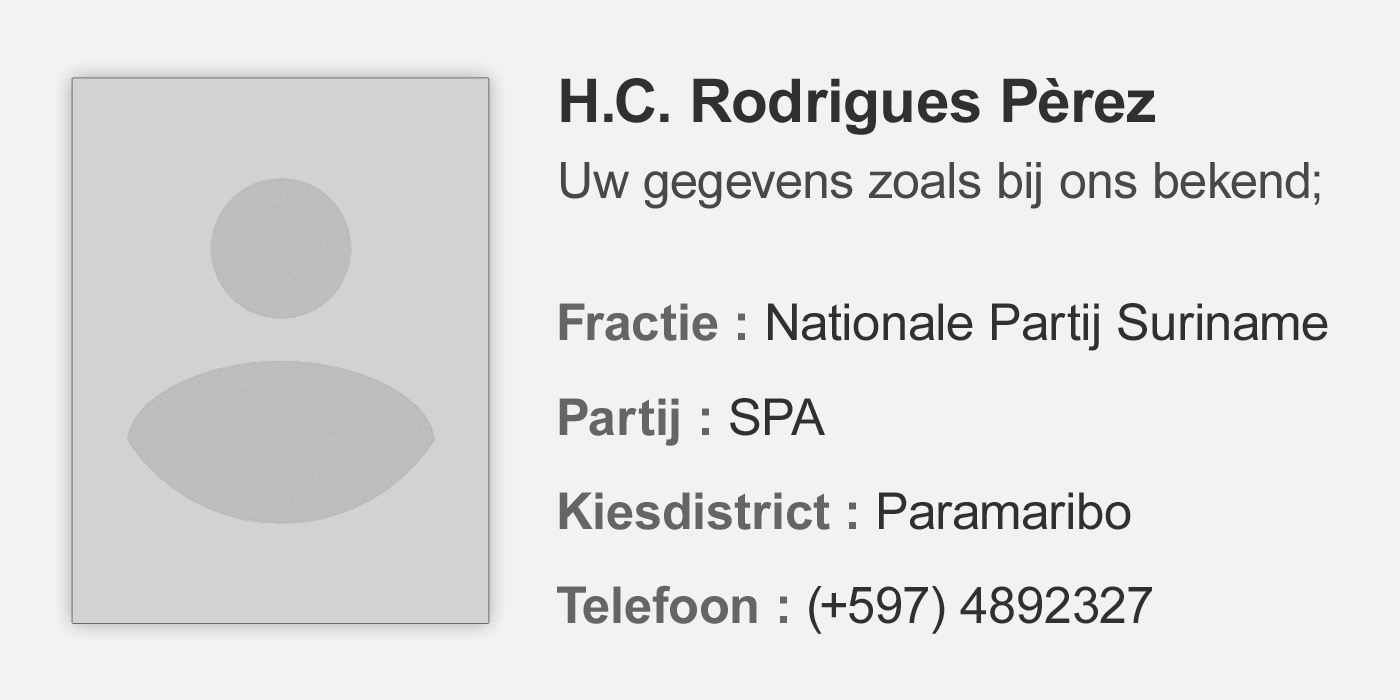 H.C. Rodrigues Pèrez
Uw gegevens zoals bij ons bekend;
Fractie : Nationale Partij Suriname
Partij : SPA
Kiesdistrict : Paramaribo
Telefoon : (+597) 4892327